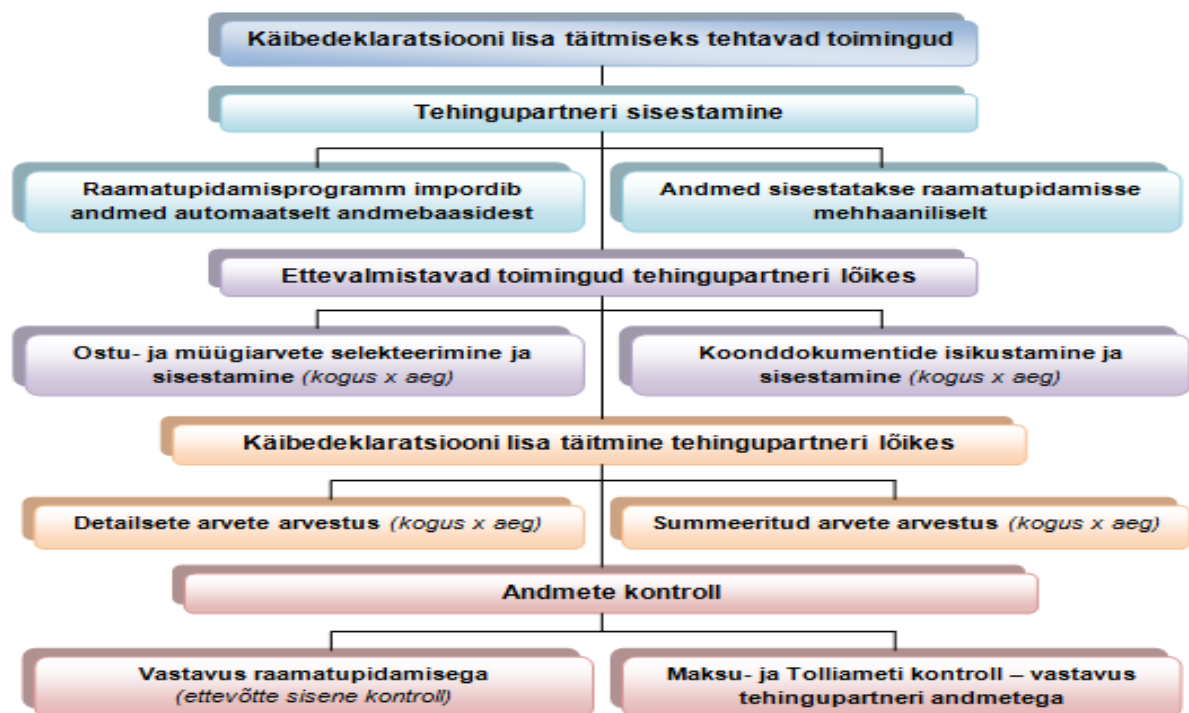 Käibedeklaratsiooni lisa täitmiseks tehtavad toimingud
Tehingupartneri sisestamine
Raamatupidamisprogramm impordib
andmed automaatselt andmebaasidest
Andmed sisestatakse raamatupidamisse
mehhaaniliselt
Ettevalmistavad toimingud tehingupartneri lõikes
Ostu- ja müügiarvete selekteerimine ja
sisestamine (kogus x aeg)
Koonddokumentide isikustamine ja
sisestamine (kogus x aeg)
Käibedeklaratsiooni lisa täitmine tehingupartneri lõikes
Detailsete arvete arvestus (kogus x aeg)
Summeeritud arvete arvestus (kogus x aeg)
Andmete kontroll
Vastavus raamatupidamisega
(ettevõtte sisene kontroll)
Maksu- ja Tolliameti kontroll – vastavus
tehingupartneri andmetega